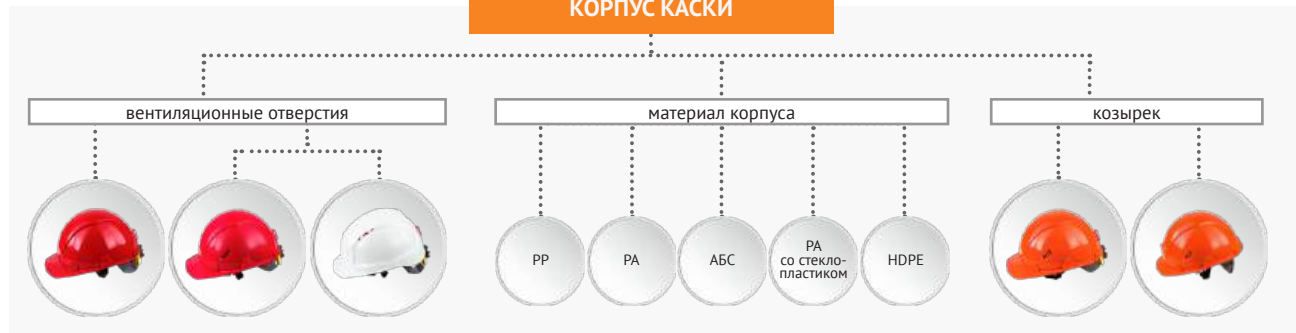 КОРПУС КАСКИ
вентиляционные отверстия
материал корпуса
козырек
PP
PA
АБС
PA
со стекло-
пластиком
HDPE